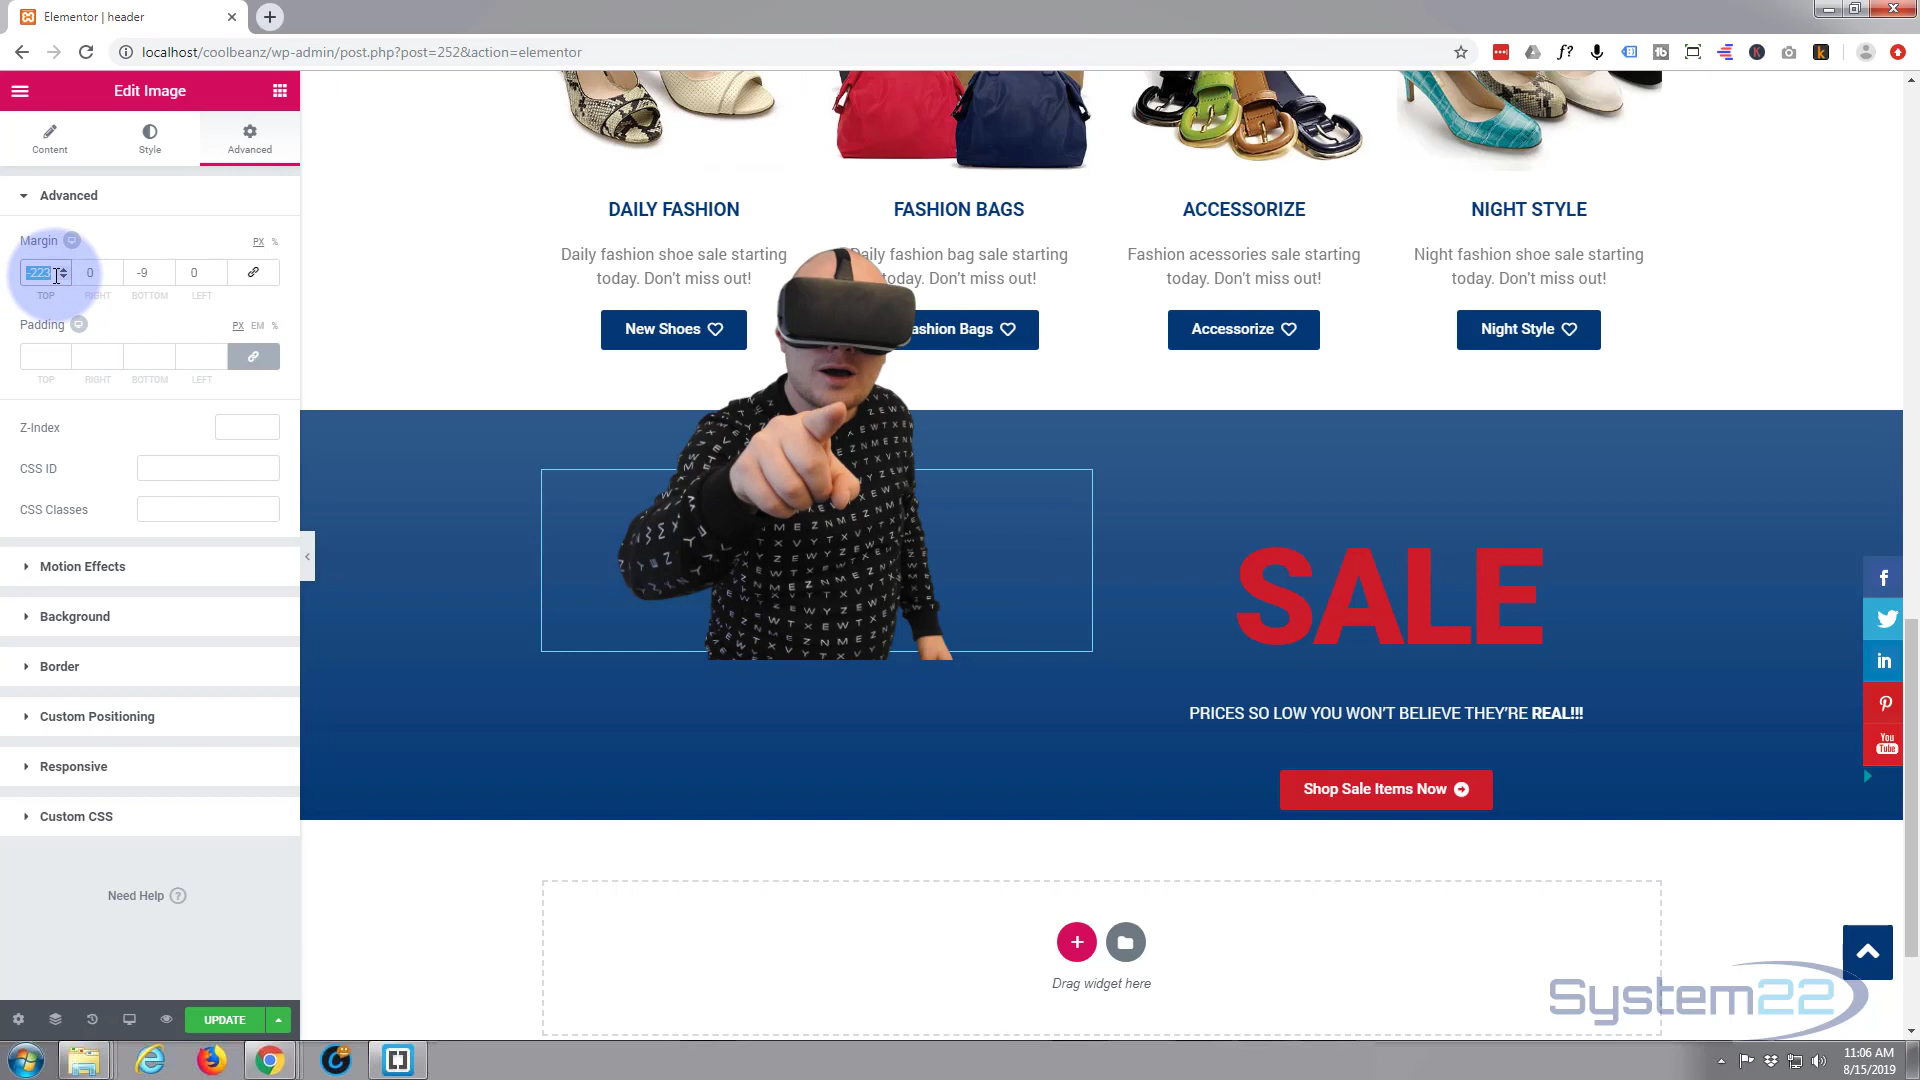 Elementor | header
localhost/coolbeanz/wp-admin/post.php?post=252&action=elementor
Edit Image
Content
Style
Advanced
Advanced
Margin
PX %
-223 0 -9 0
TOP RIGHT BOTTOM LEFT
Padding
PX EM %
TOP RIGHT BOTTOM LEFT
Z-Index
CSS ID
CSS Classes
Motion Effects
Background
Border
Custom Positioning
Responsive
Custom CSS
Need Help ?
UPDATE
DAILY FASHION
Daily fashion shoe sale starting
today. Don't miss out!
New Shoes
FASHION BAGS
Daily fashion bag sale starting
today. Don't miss out!
ashion Bags
ACCESSORIZE
Fashion acessories sale starting
today. Don't miss out!
Accessorize
NIGHT STYLE
Night fashion shoe sale starting
today. Don't miss out!
Night Style
SALE
PRICES SO LOW YOU WON'T BELIEVE THEY'RE REAL!!!
Shop Sale Items Now
You
Tube
Drag widget here
System22
11:06 AM
8/15/2019